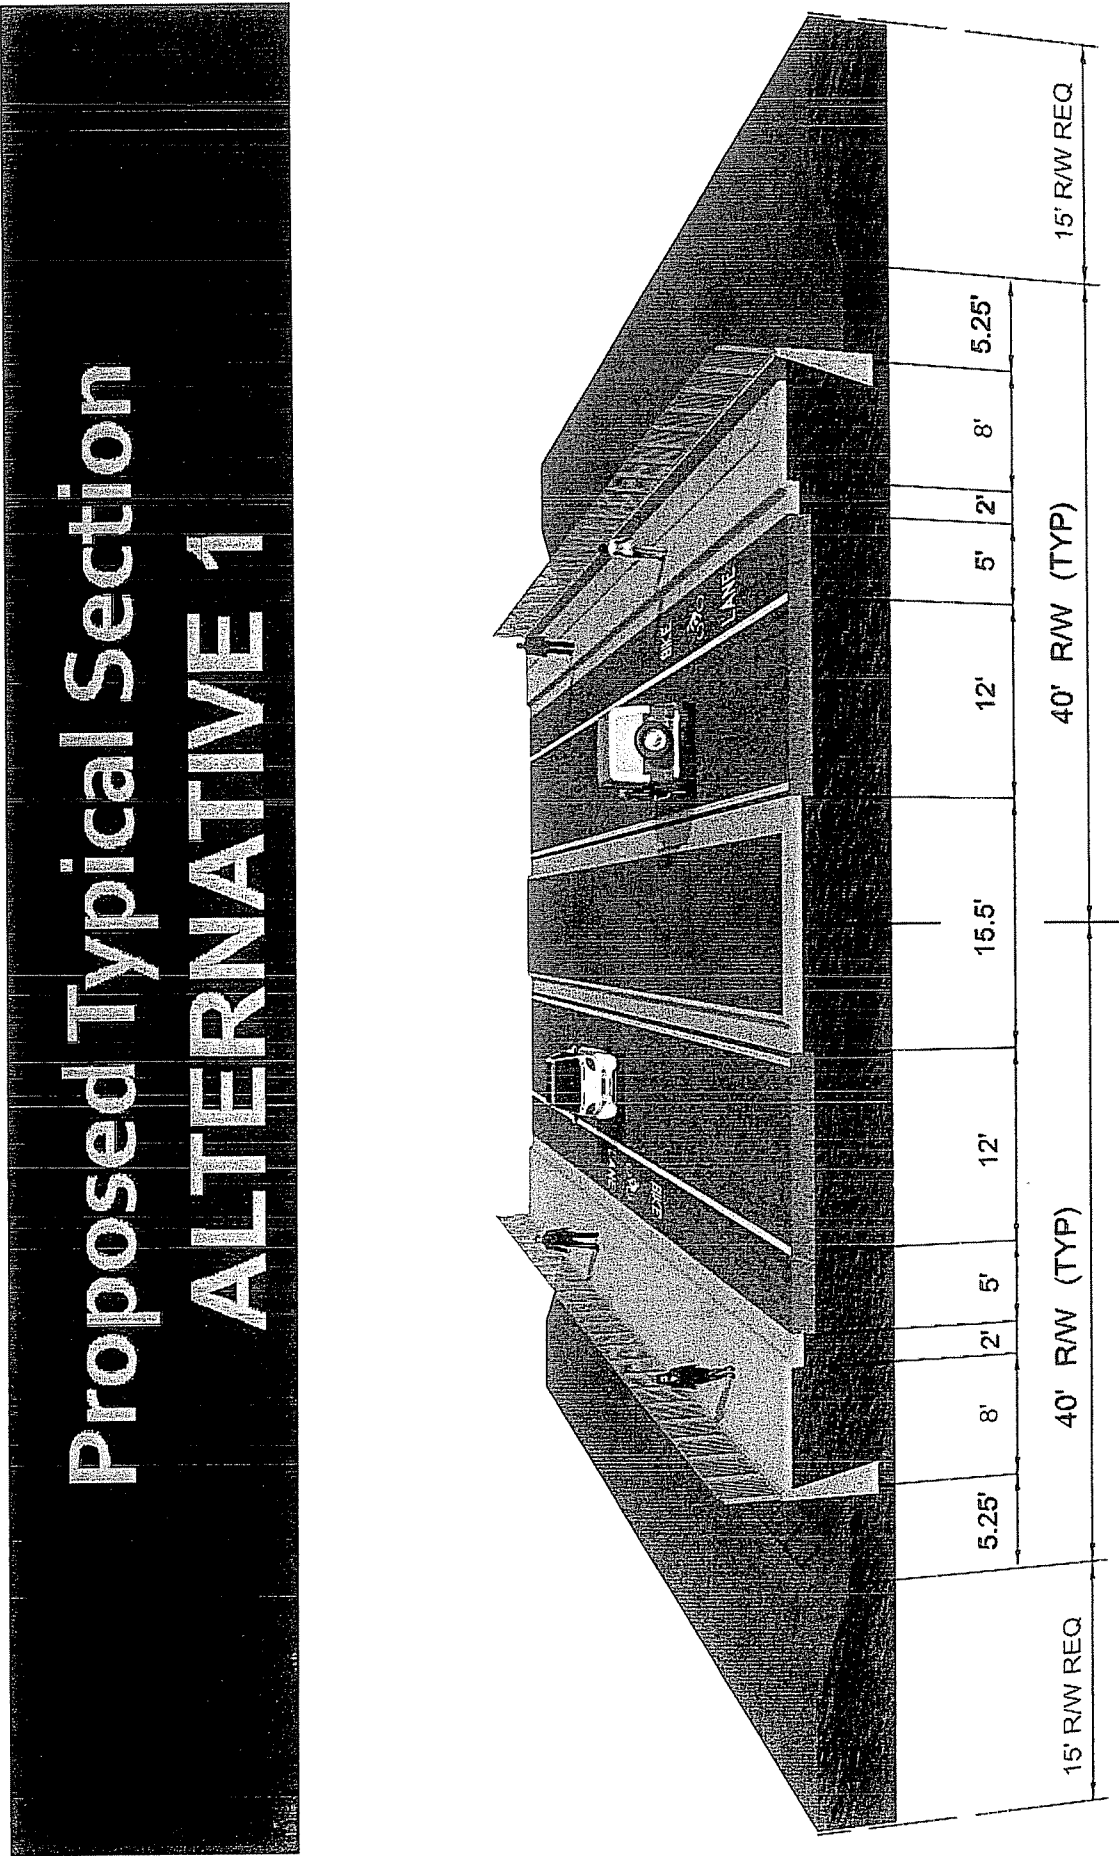 Proposed Typical Section
ALTERNATIVE 1
BIKE
LANE
BIKE
5.25' 8' 2' 5' 12' 15.5' 12' 5' 2' 8' 5.25'
15' R/W REQ 40' R/W (TYP) 40' R/W (TYP) 15' R/W REQ